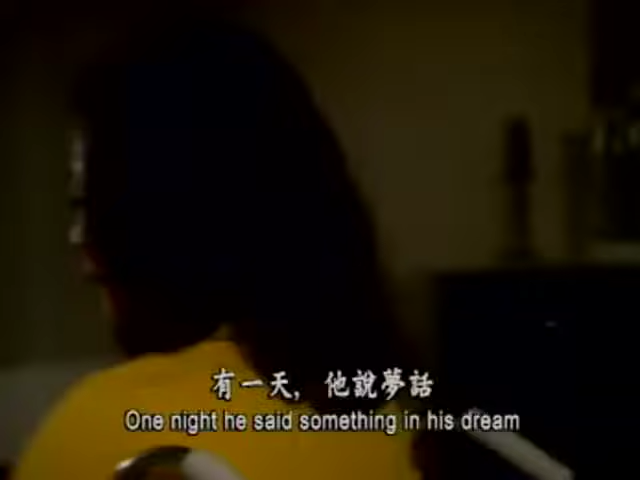 有一天，他說夢話
One night he said something in his dream